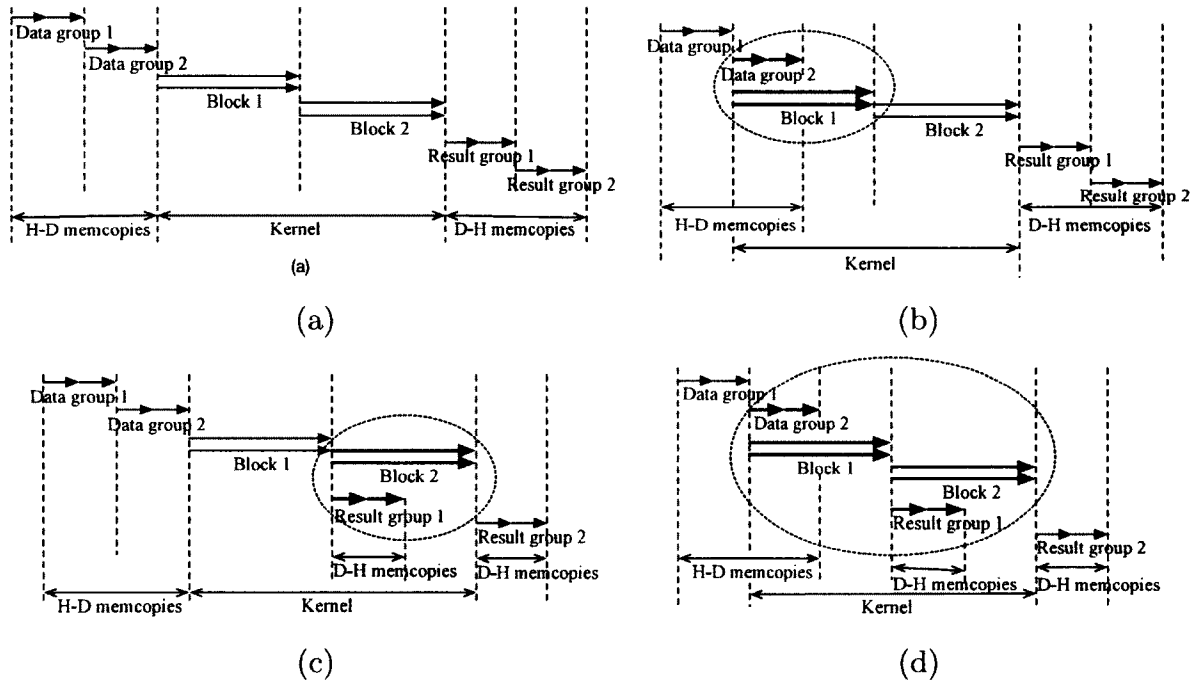 Data group 1
Data group 2
Block 1
Block 2
Result group 1
Result group 2
H-D memcopies
Kernel
D-H memcopies
(a)
(a)
Data group 1
Data group 2
Block 1
Block 2
Result group 1
Result group 2
H-D memcopies
D-H memcopies
Kernel
(b)
Data group 1
Data group 2
Block 1
Block 2
Result group 1
Result group 2
D-H memcopies
D-H memcopies
H-D memcopies
Kernel
(c)
Data group 1
Data group 2
Block 1
Block 2
Result group 1
Result group 2
H-D memcopies
D-H memcopies
D-H memcopies
Kernel
(d)